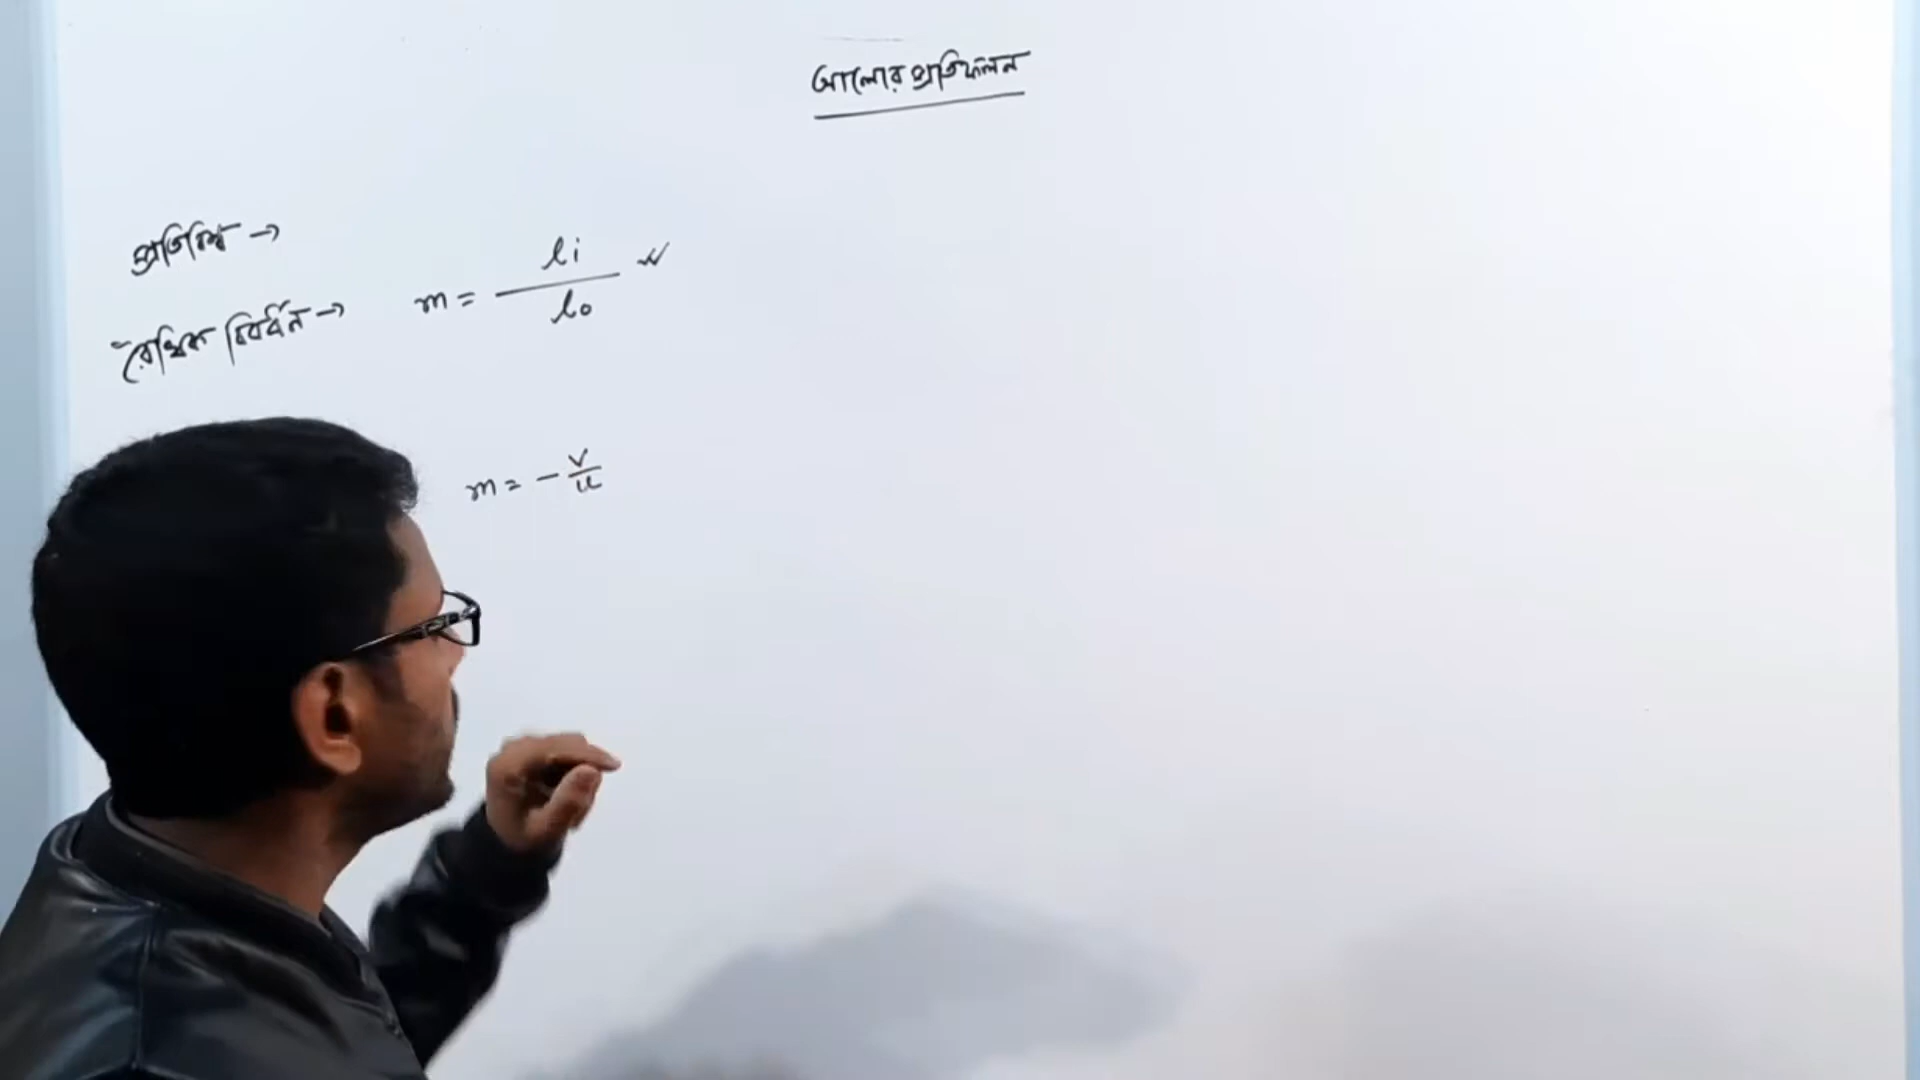 আলোর প্রতিফলন
প্রতিবিম্ব →
রৈখিক বিবর্ধন → m = li / lo
m = - v/u